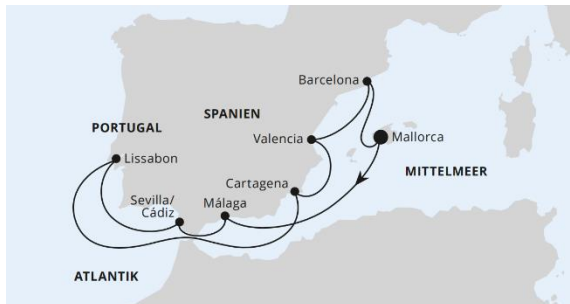 Barcelona
SPANIEN
PORTUGAL
Valencia
Mallorca
Lissabon
MITTELMEER
Cartagena
Sevilla/
Cádiz
Málaga
ATLANTIK